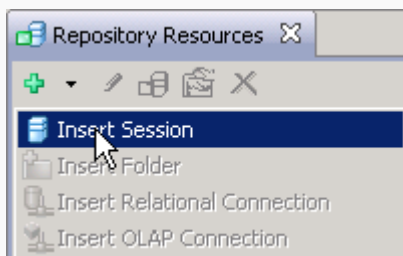 Repository Resources
Insert Session
Insert Folder
Insert Relational Connection
Insert OLAP Connection